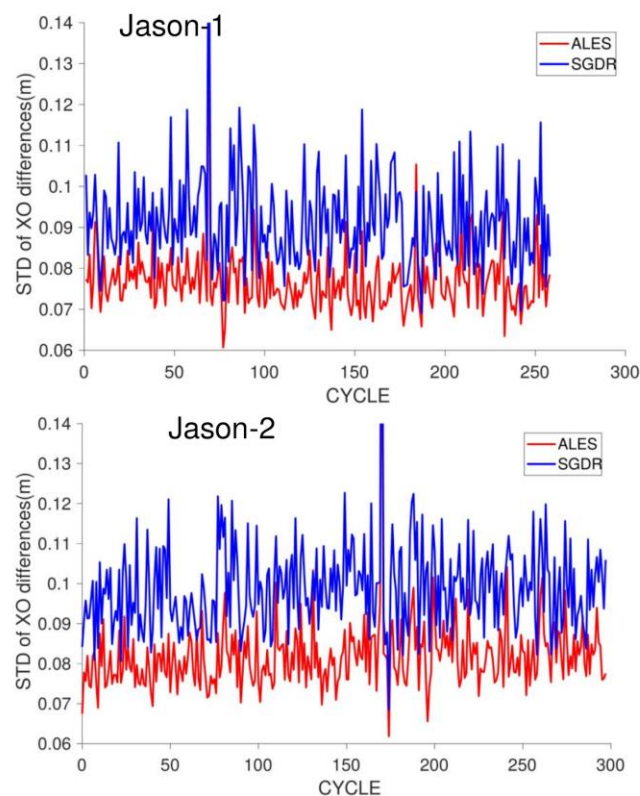 Jason-1
STD of XO differences(m)
0.14
0.13
0.12
0.11
0.1
0.09
0.08
0.07
0.06
ALES
SGDR
0 50 100 150 200 250 300
CYCLE
Jason-2
STD of XO differences(m)
0.14
0.13
0.12
0.11
0.1
0.09
0.08
0.07
0.06
ALES
SGDR
0 50 100 150 200 250 300
CYCLE